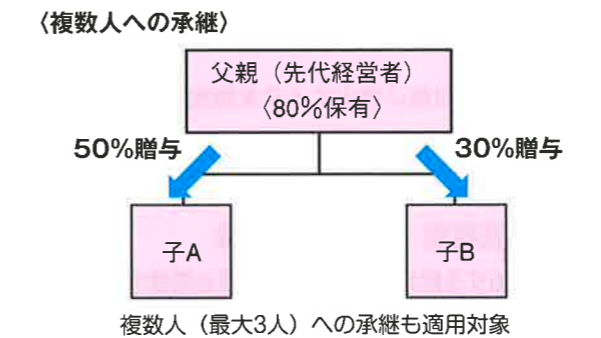 〈複数人への承継〉
父親（先代経営者）
〈80％保有〉
50％贈与
30％贈与
子A
子B
複数人（最大3人）への承継も適用対象